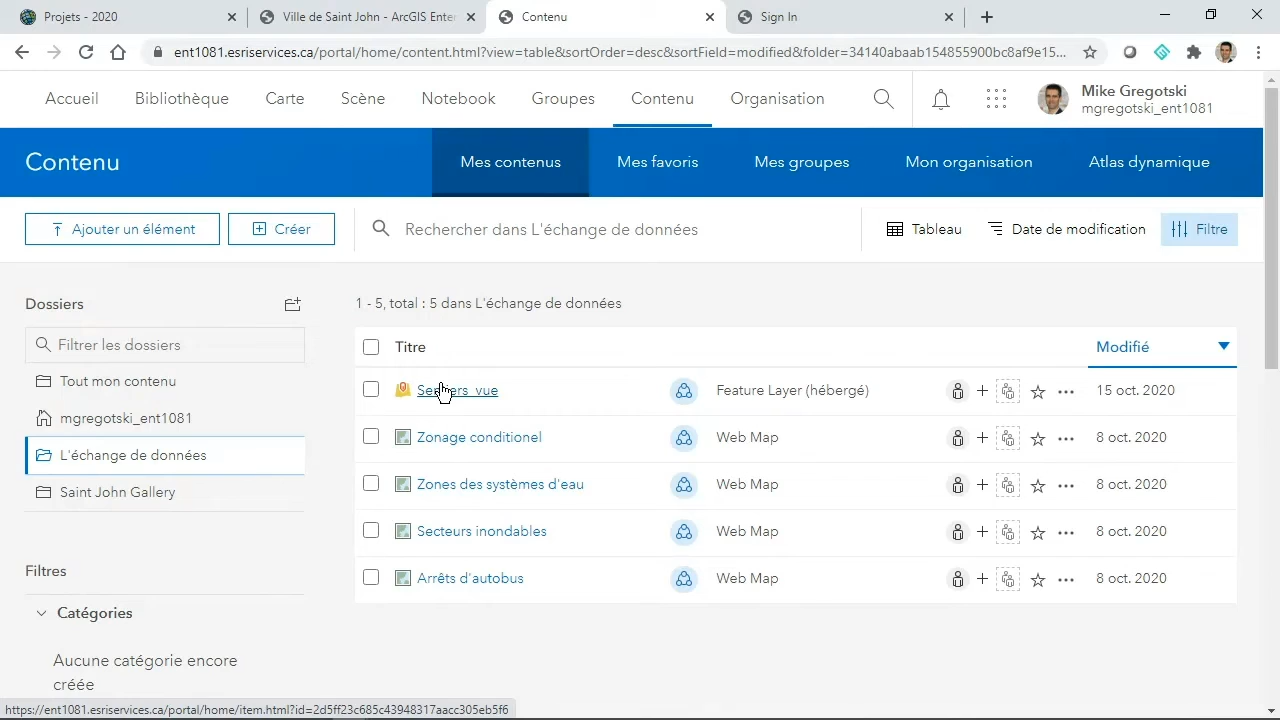 Projets - 2020
Ville de Saint John - ArcGIS Enter
Contenu
Sign In
ent1081.esriservices.ca/portal/home/content.html?view=table&sortOrder=desc&sortField=modified&folder=34140abaab154855900bc8af9e15...
Accueil
Bibliothèque
Carte
Scène
Notebook
Groupes
Contenu
Organisation
Mike Gregotski
mgregotski_ent1081
Contenu
Mes contenus
Mes favoris
Mes groupes
Mon organisation
Atlas dynamique
Ajouter un élément
Créer
Rechercher dans L'échange de données
Tableau
Date de modification
Filtre
Dossiers
Filtrer les dossiers
Tout mon contenu
mgregotski_ent1081
L'échange de données
Saint John Gallery
Filtres
Catégories
Aucune catégorie encore
créée
1 - 5, total : 5 dans L'échange de données
Titre
Modifié
Feature Layer (hébergé)
15 oct. 2020
Zonage conditionel
Web Map
8 oct. 2020
Zones des systèmes d'eau
Web Map
8 oct. 2020
Secteurs inondables
Web Map
8 oct. 2020
Arrêts d'autobus
Web Map
8 oct. 2020
https://ent1081.esriservices.ca/portal/home/item.html?id=2d5ff23c685c43948317aacc305eb5f6